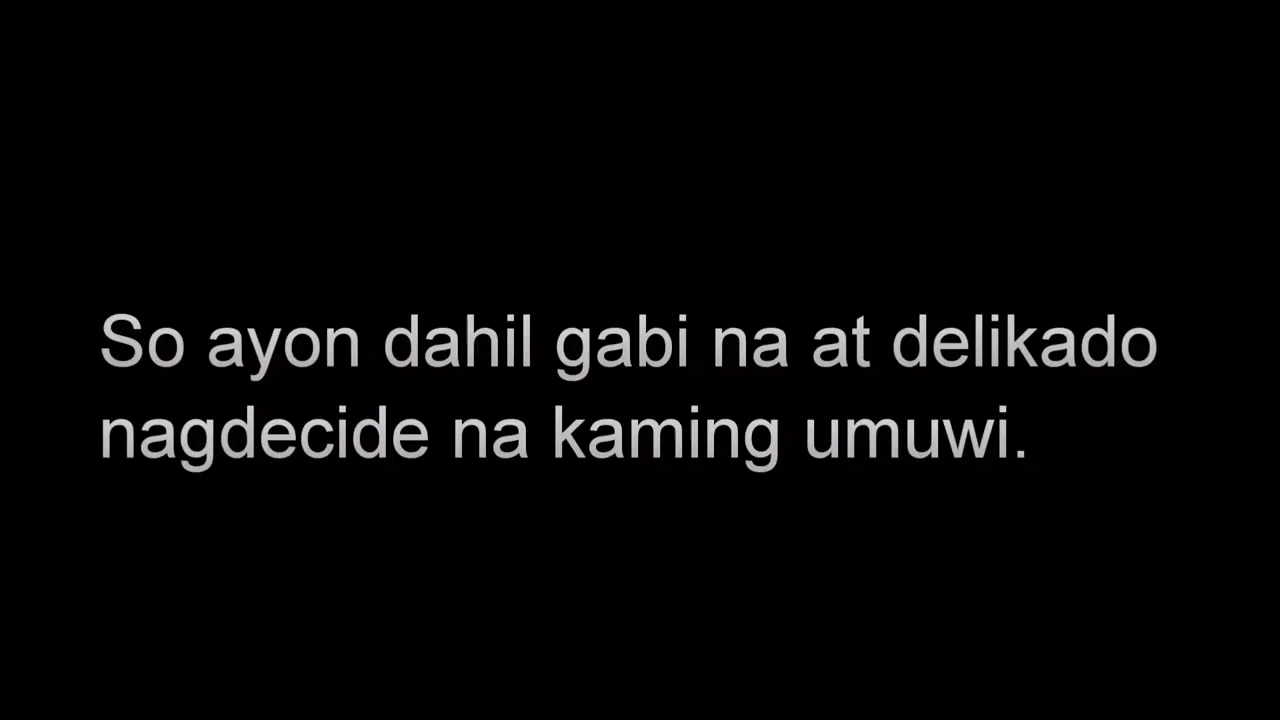 So ayon dahil gabi na at delikado
nagdecide na kaming umuwi.